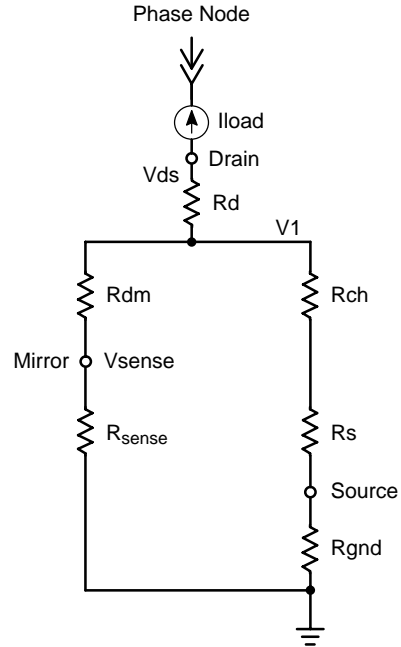 Phase Node
Iload
Drain
Vds
Rd
V1
Rdm
Rch
Mirror
Vsense
Rsense
Rs
Source
Rgnd